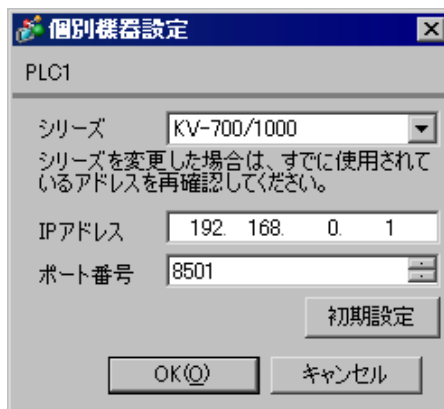 個別機器設定
PLC1
シリーズ KV-700/1000
シリーズを変更した場合は、すでに使用されて
いるアドレスを再確認してください。
IPアドレス 192. 168. 0. 1
ポート番号 8501
初期設定
OK(O) キャンセル